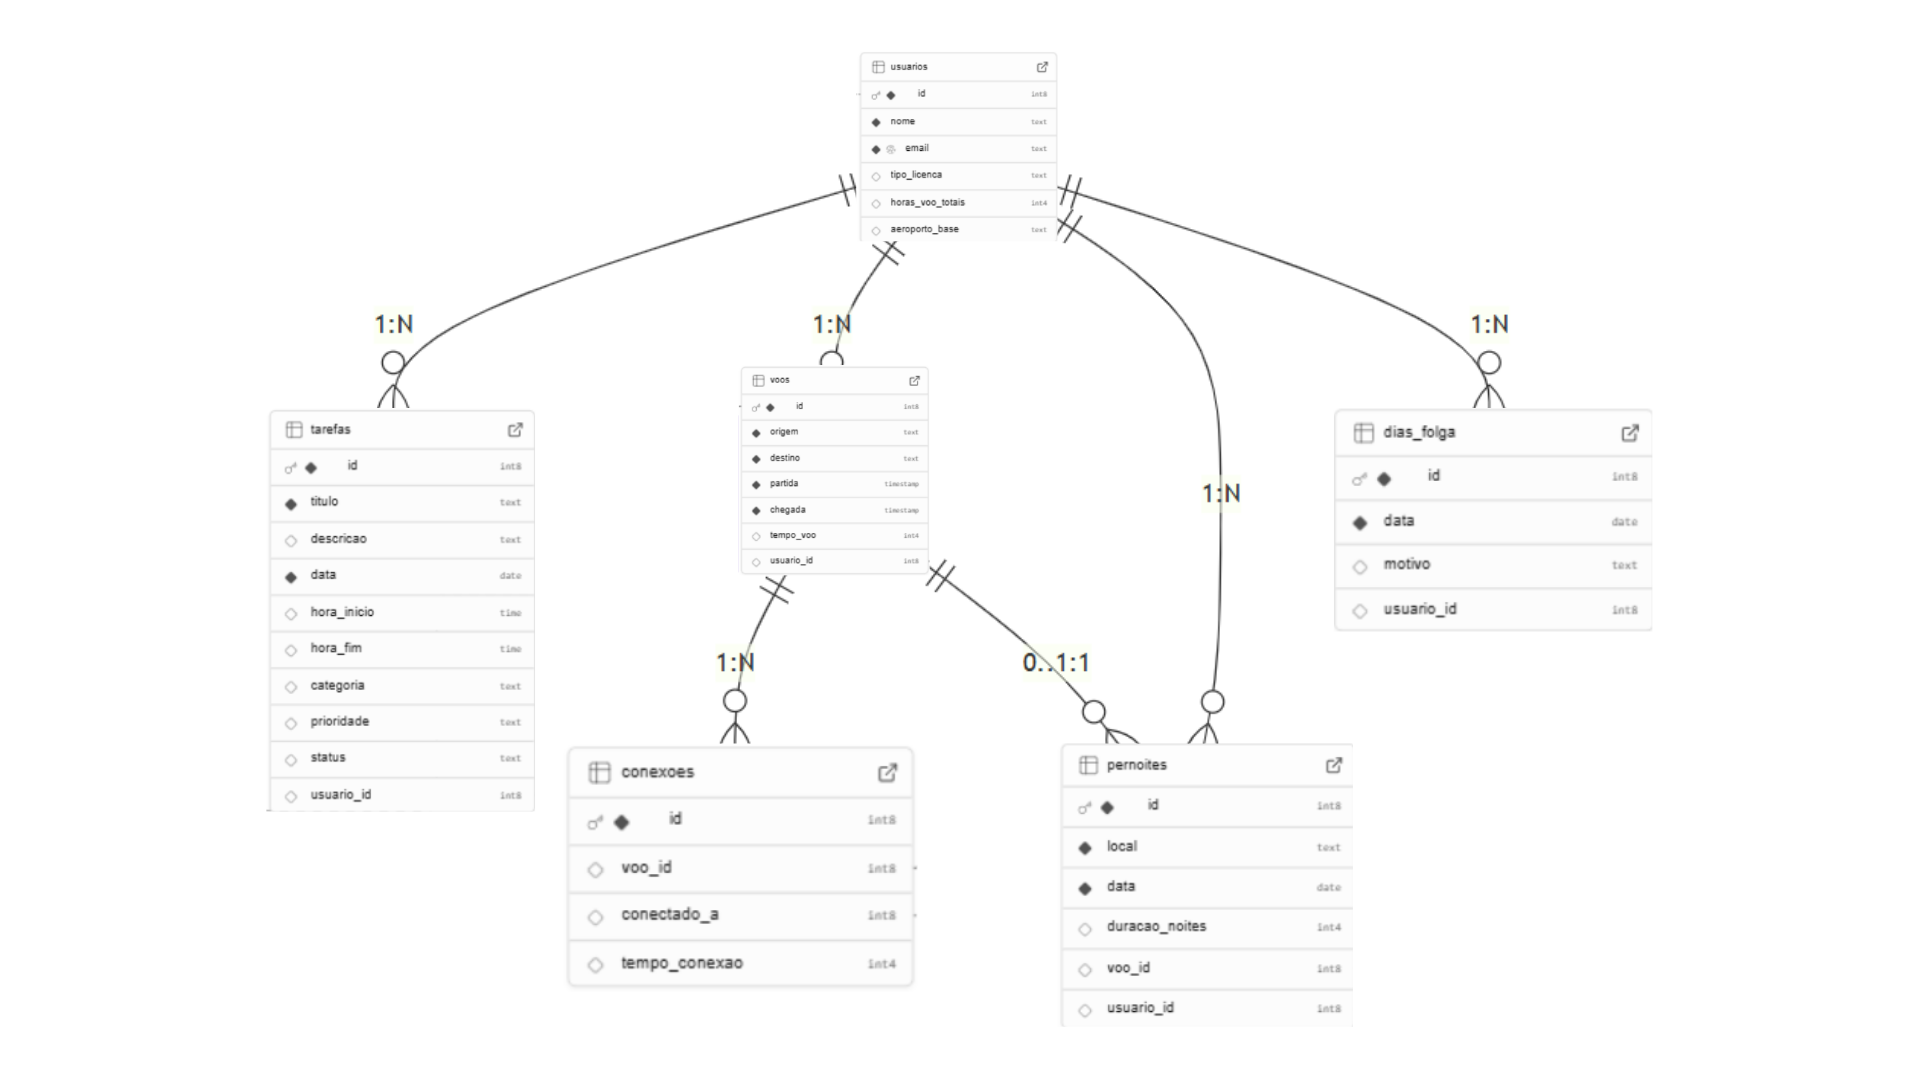 usuarios
id int8
nome text
email text
tipo_licenca text
horas_voo_totais int4
aeroporto_base text
1:N
1:N
1:N
1:N
0..1:1
1:N
voos
id int8
origem text
destino text
partida timestamp
chegada timestamp
tempo_voo int4
usuario_id int8
tarefas
id int8
titulo text
descricao text
data date
hora_inicio time
hora_fim time
categoria text
prioridade text
status text
usuario_id int8
dias_folga
id int8
data date
motivo text
usuario_id int8
conexoes
id int8
voo_id int8
conectado_a int8
tempo_conexao int4
pernoites
id int8
local text
data date
duracao_noites int4
voo_id int8
usuario_id int8